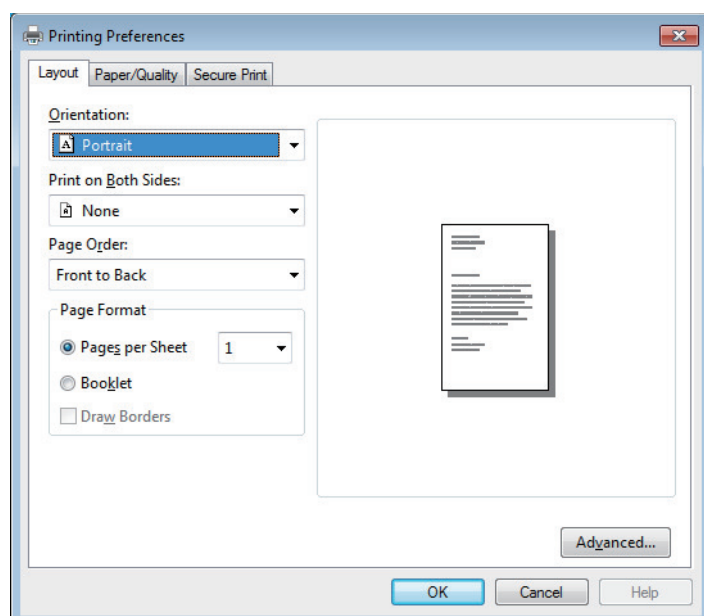 Printing Preferences
Layout Paper/Quality Secure Print
Orientation:
A Portrait
Print on Both Sides:
None
Page Order:
Front to Back
Page Format
Pages per Sheet 1
Booklet
Draw Borders
Advanced...
OK Cancel Help